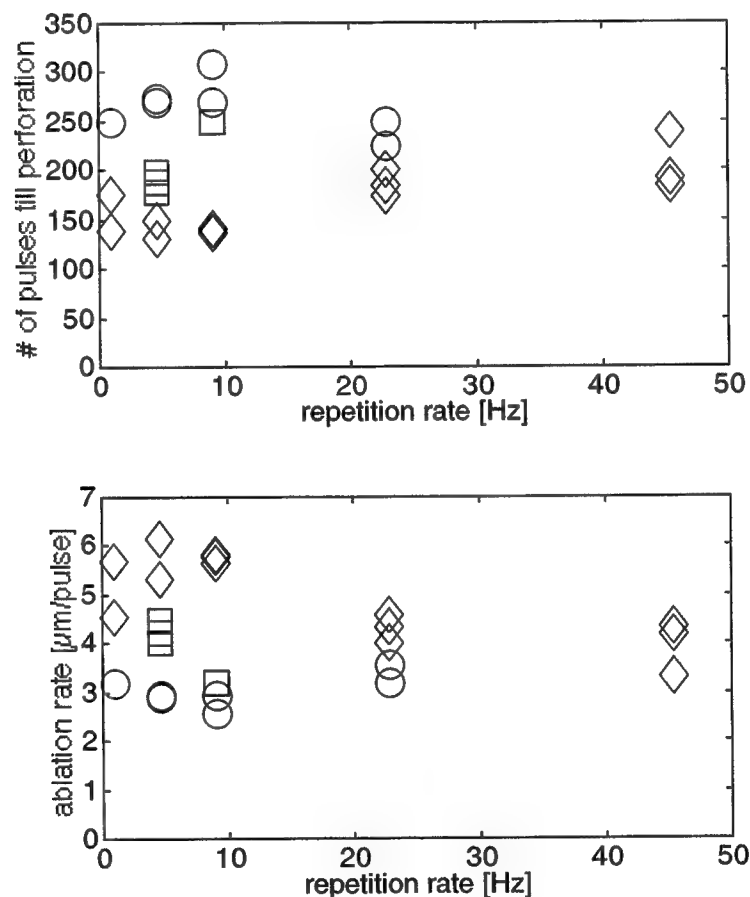 350
300
250
200
150
100
50
0
# of pulses till perforation
0 10 20 30 40 50
repetition rate [Hz]
7
6
5
4
3
2
1
0
ablation rate [µm/pulse]
0 10 20 30 40 50
repetition rate [Hz]